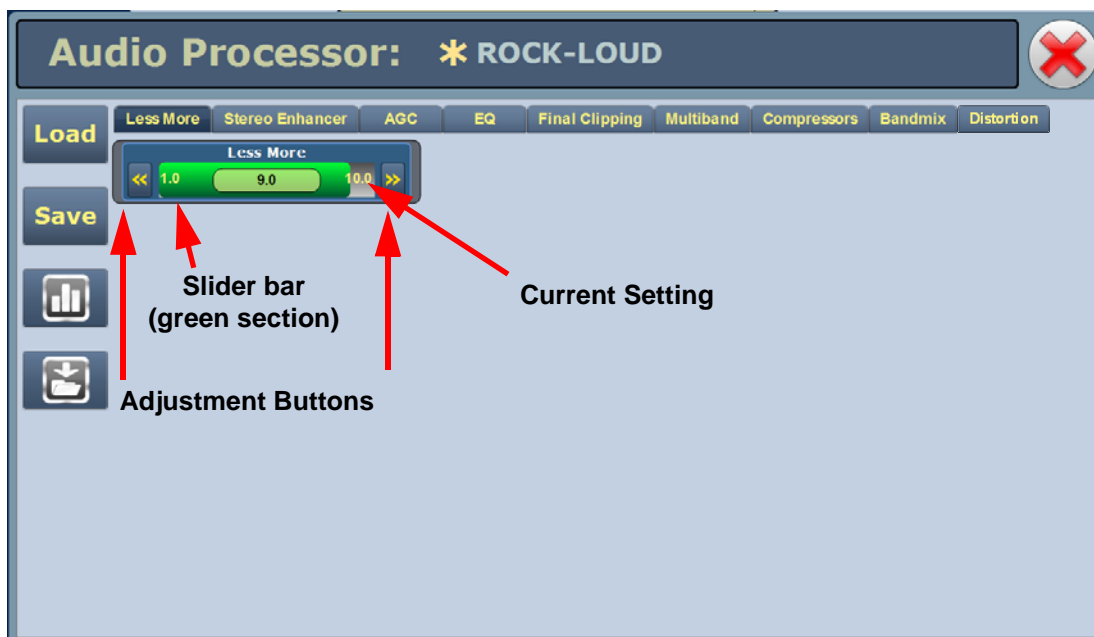 Audio Processor: * ROCK-LOUD
Load
Less More Stereo Enhancer AGC EQ Final Clipping Multiband Compressors Bandmix Distortion
Less More
« 1.0 9.0 10.0 »
Save
Slider bar
(green section)
Current Setting
Adjustment Buttons